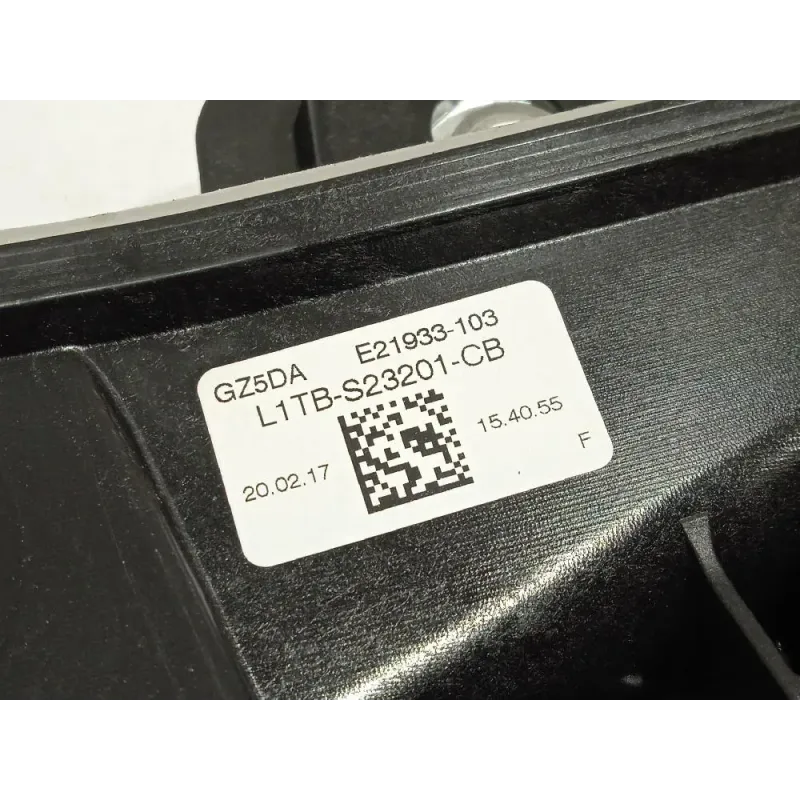 GZ5DA E21933-103
L1TB-S23201-CB
20.02.17 15.40.55
F